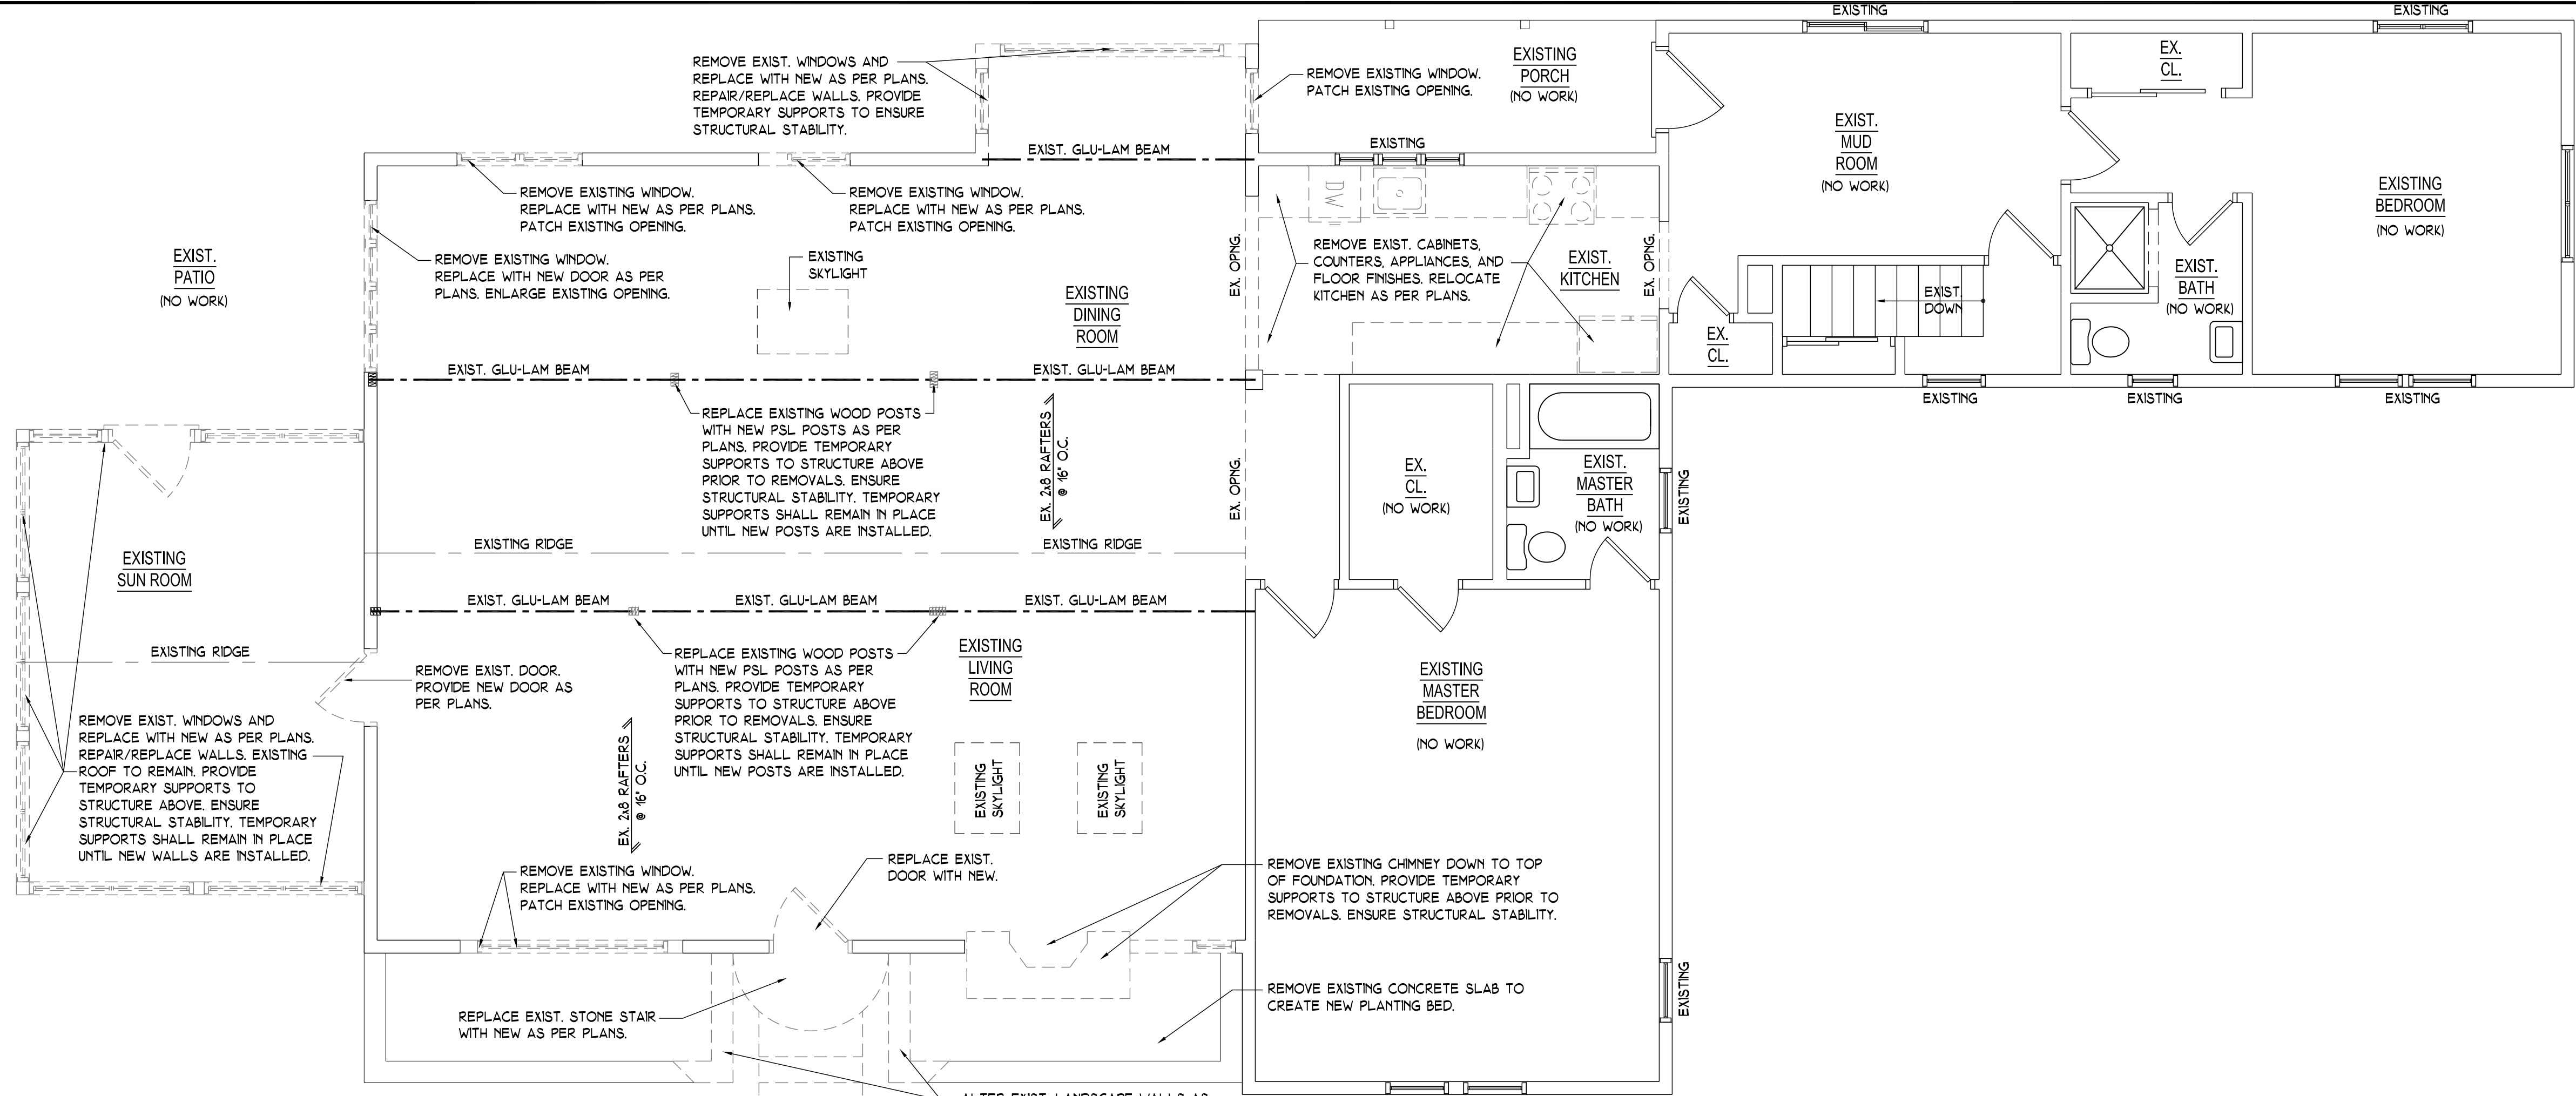 EXISTING
EXISTING
REMOVE EXIST. WINDOWS AND
REPLACE WITH NEW AS PER PLANS.
REPAIR/REPLACE WALLS. PROVIDE
TEMPORARY SUPPORTS TO ENSURE
STRUCTURAL STABILITY.
REMOVE EXISTING WINDOW.
PATCH EXISTING OPENING.
EXISTING
PORCH
(NO WORK)
EX.
CL.
EXIST.
MUD
ROOM
(NO WORK)
EXISTING
BEDROOM
(NO WORK)
EXIST. GLU-LAM BEAM
EXISTING
REMOVE EXISTING WINDOW.
REPLACE WITH NEW AS PER PLANS.
PATCH EXISTING OPENING.
REMOVE EXISTING WINDOW.
REPLACE WITH NEW AS PER PLANS.
PATCH EXISTING OPENING.
DW
EXIST.
PATIO
(NO WORK)
REMOVE EXISTING WINDOW.
REPLACE WITH NEW DOOR AS PER
PLANS. ENLARGE EXISTING OPENING.
EXISTING
SKYLIGHT
EXISTING
DINING
ROOM
EX. OPNG.
REMOVE EXIST. CABINETS,
COUNTERS, APPLIANCES, AND
FLOOR FINISHES. RELOCATE
KITCHEN AS PER PLANS.
EXIST.
KITCHEN
EX. OPNG.
EX.
CL.
EXIST.
DOWN
EXIST.
BATH
(NO WORK)
EXIST. GLU-LAM BEAM
EXIST. GLU-LAM BEAM
EXISTING
EXISTING
EXISTING
REPLACE EXISTING WOOD POSTS
WITH NEW PSL POSTS AS PER
PLANS. PROVIDE TEMPORARY
SUPPORTS TO STRUCTURE ABOVE
PRIOR TO REMOVALS. ENSURE
STRUCTURAL STABILITY. TEMPORARY
SUPPORTS SHALL REMAIN IN PLACE
UNTIL NEW POSTS ARE INSTALLED.
EX. 2x8 RAFTERS
@ 16" O.C.
EX. OPNG.
EX.
CL.
(NO WORK)
EXIST.
MASTER
BATH
(NO WORK)
EXISTING
EXISTING
SUN ROOM
EXISTING RIDGE
EXISTING RIDGE
EXIST. GLU-LAM BEAM
EXIST. GLU-LAM BEAM
EXIST. GLU-LAM BEAM
EXISTING RIDGE
REMOVE EXIST. DOOR.
PROVIDE NEW DOOR AS
PER PLANS.
REPLACE EXISTING WOOD POSTS
WITH NEW PSL POSTS AS PER
PLANS. PROVIDE TEMPORARY
SUPPORTS TO STRUCTURE ABOVE
PRIOR TO REMOVALS. ENSURE
STRUCTURAL STABILITY. TEMPORARY
SUPPORTS SHALL REMAIN IN PLACE
UNTIL NEW POSTS ARE INSTALLED.
EXISTING
LIVING
ROOM
EXISTING
MASTER
BEDROOM
(NO WORK)
REMOVE EXIST. WINDOWS AND
REPLACE WITH NEW AS PER PLANS.
REPAIR/REPLACE WALLS. EXISTING
ROOF TO REMAIN. PROVIDE
TEMPORARY SUPPORTS TO
STRUCTURE ABOVE. ENSURE
STRUCTURAL STABILITY. TEMPORARY
SUPPORTS SHALL REMAIN IN PLACE
UNTIL NEW WALLS ARE INSTALLED.
EX. 2x8 RAFTERS
@ 16" O.C.
EXISTING
SKYLIGHT
EXISTING
SKYLIGHT
REMOVE EXISTING WINDOW.
REPLACE WITH NEW AS PER PLANS.
PATCH EXISTING OPENING.
REPLACE EXIST.
DOOR WITH NEW.
REMOVE EXISTING CHIMNEY DOWN TO TOP
OF FOUNDATION. PROVIDE TEMPORARY
SUPPORTS TO STRUCTURE ABOVE PRIOR TO
REMOVALS. ENSURE STRUCTURAL STABILITY.
REPLACE EXIST. STONE STAIR
WITH NEW AS PER PLANS.
REMOVE EXISTING CONCRETE SLAB TO
CREATE NEW PLANTING BED.
EXISTING
ALTER EXIST. LANDSCAPE WALLS AS